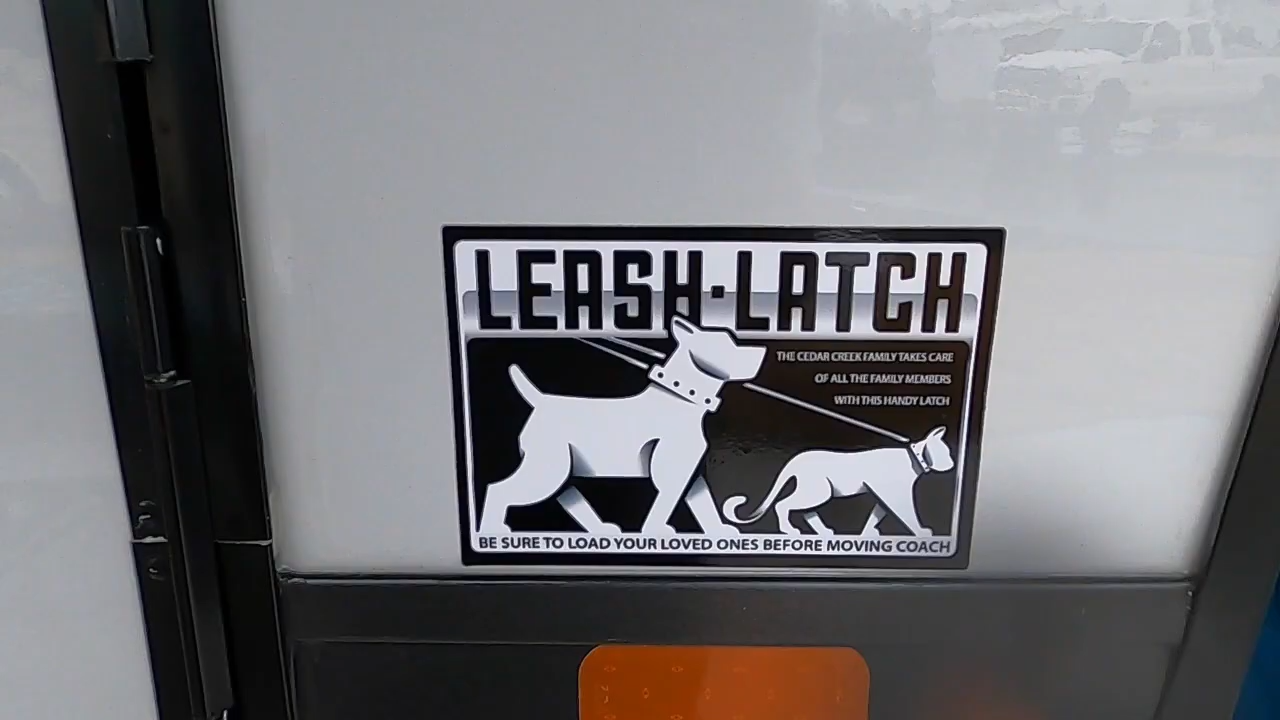 LEASH·LATCH
THE CEDAR CREEK FAMILY TAKES CARE
OF ALL THE FAMILY MEMBERS
WITH THIS HANDY LATCH
BE SURE TO LOAD YOUR LOVED ONES BEFORE MOVING COACH